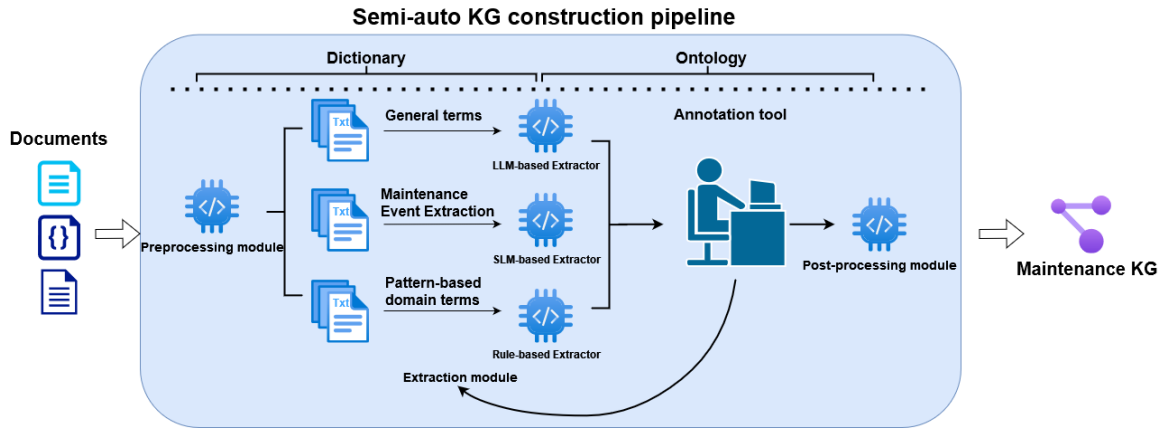 Semi-auto KG construction pipeline
Dictionary
Ontology
Documents
{}
Preprocessing module
Txt
General terms
</>
LLM-based Extractor
Txt
Maintenance
Event Extraction
</>
SLM-based Extractor
Txt
Pattern-based
domain terms
</>
Rule-based Extractor
Extraction module
Annotation tool
</>
Post-processing module
</>
Maintenance KG